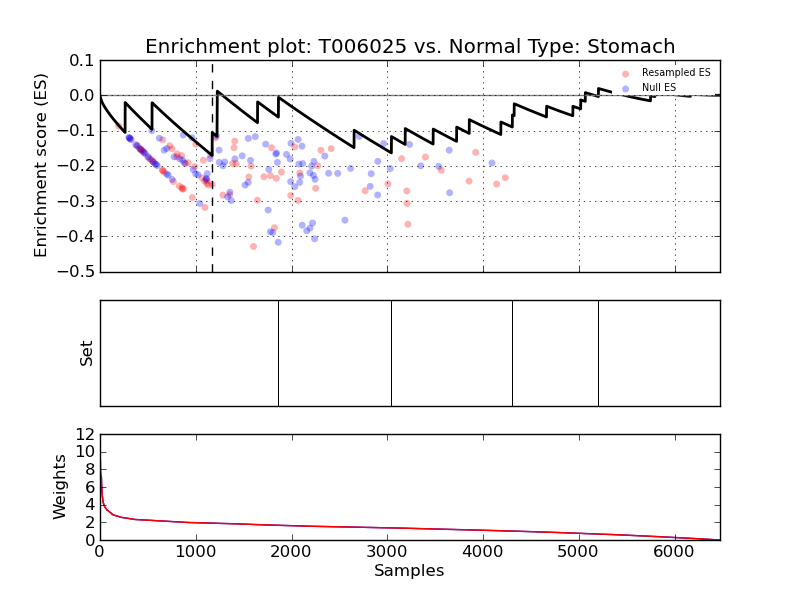 Enrichment plot: T006025 vs. Normal Type: Stomach
Enrichment score (ES)
0.1
0.0
−0.1
−0.2
−0.3
−0.4
−0.5
Resampled ES
Null ES
Set
Weights
12
10
8
6
4
2
0
0 1000 2000 3000 4000 5000 6000
Samples